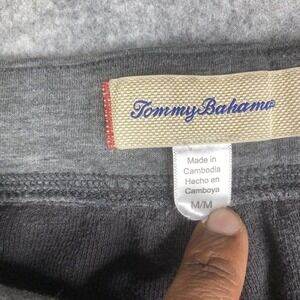 Tommy Bahama
Made in
Cambodia
Hecho en
Camboya
M/M